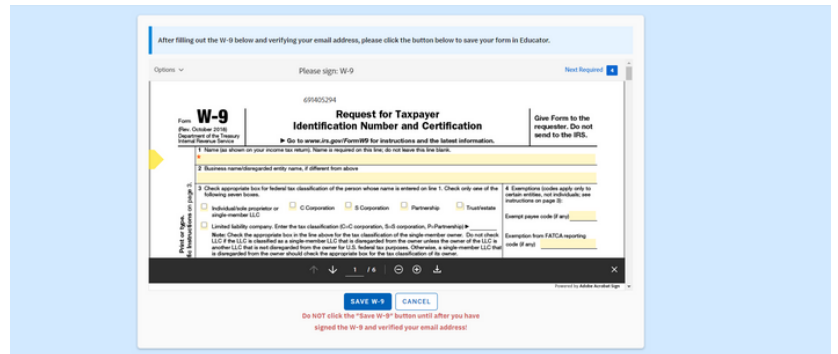 After filling out the W-9 below and verifying your email address, please click the button below to save your form in Educator.
Options
Please sign: W-9
Next Required 4
691405294
Form W-9
(Rev. October 2018)
Department of the Treasury
Internal Revenue Service
Request for Taxpayer
Identification Number and Certification
► Go to www.irs.gov/FormW9 for instructions and the latest information.
Give Form to the
requester. Do not
send to the IRS.
1 Name (as shown on your income tax return). Name is required on this line; do not leave this line blank.
*
2 Business name/disregarded entity name, if different from above
3 Check appropriate box for federal tax classification of the person whose name is entered on line 1. Check only one of the
following seven boxes.
Individual/sole proprietor or
single-member LLC
C Corporation
S Corporation
Partnership
Trust/estate
Limited liability company. Enter the tax classification (C=C corporation, S=S corporation, P=Partnership) ►
Note: Check the appropriate box in the line above for the tax classification of the single-member owner. Do not check
LLC if the LLC is classified as a single-member LLC that is disregarded from the owner unless the owner of the LLC is
another LLC that is not disregarded from the owner for U.S. federal tax purposes. Otherwise, a single-member LLC that
is disregarded from the owner should check the appropriate box for the tax classification of its owner.
4 Exemptions (codes apply only to
certain entities, not individuals; see
instructions on page 3):
Exempt payee code (if any)
Exemption from FATCA reporting
code (if any)
Print or type.
Instructions on page 3.
1 / 6
Powered by Adobe Acrobat Sign
SAVE W-9
CANCEL
Do NOT click the "Save W-9" button until after you have
signed the W-9 and verified your email address!